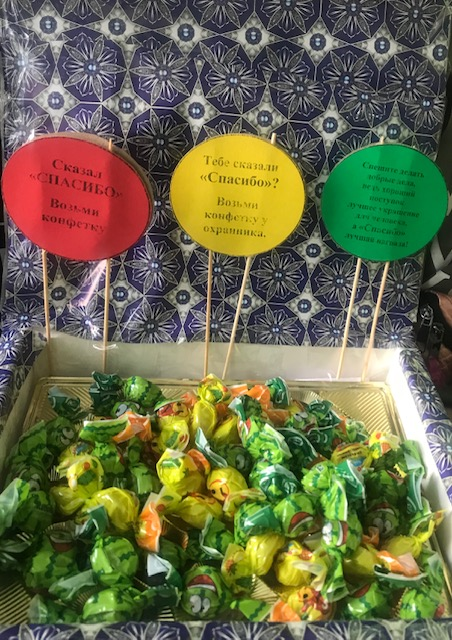 Сказал
«СПАСИБО»
Возьми
конфетку
Тебе сказали
«Спасибо»?
Возьми
конфетку у
охранника.
Спешите делать
добрые дела,
ведь хороший
поступок
лучшее украшение
для человека,
а «Спасибо»
лучшая награда!